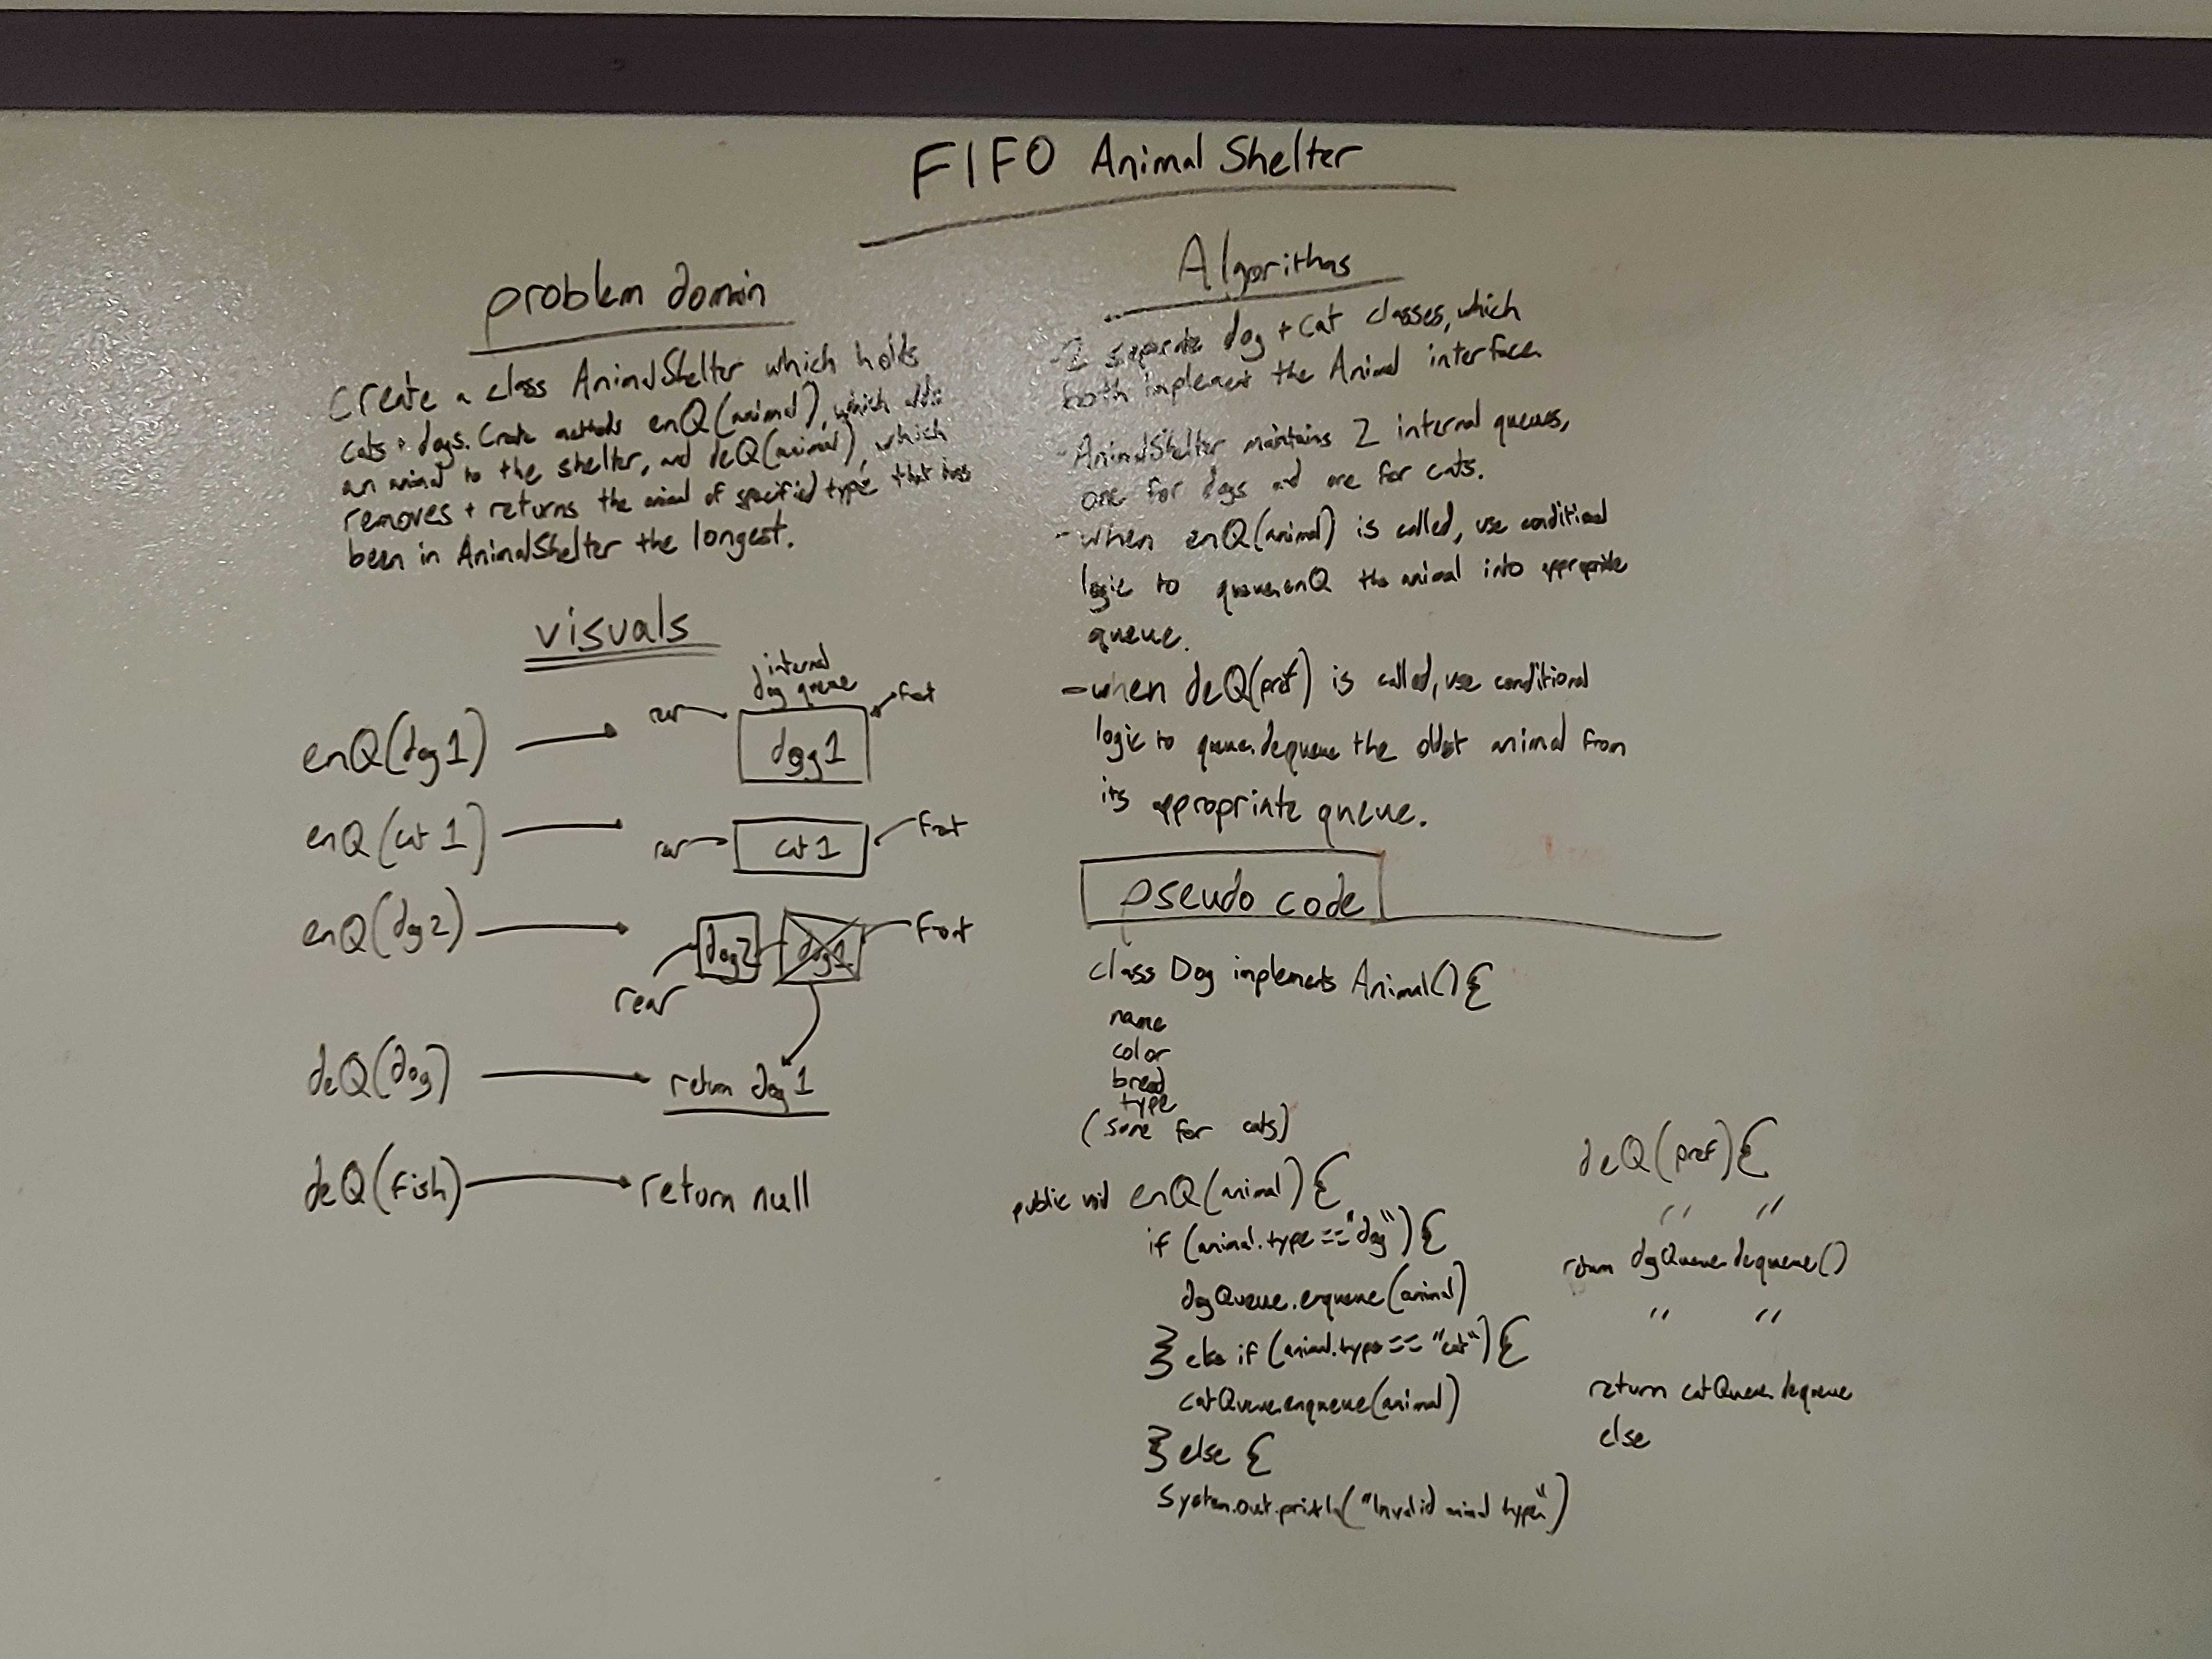 FIFO Animal Shelter
problem domain
Create a class AnimalShelter which holds
cats + dogs. Create methods enQ(animal), which adds
an animal to the shelter, and deQ(animal), which
removes + returns the animal of specified type that has
been in AnimalShelter the longest.
visuals
internal
dog queue
enQ(dog1)
rear
dog1
front
enQ(cat1)
rear
cat1
front
enQ(dog2)
dog2
dog1
front
rear
deQ(dog)
return dog1
deQ(fish)
return null
Algorithms
-2 separate dog + cat classes, which
both implement the Animal interface
-AnimalShelter maintains 2 internal queues,
one for dogs and one for cats.
-when enQ(animal) is called, use conditional
logic to queue.enQ the animal into appropriate
queue.
-when deQ(pref) is called, use conditional
logic to queue.dequeue the oldest animal from
its appropriate queue.
pseudo code
class Dog implements Animal(){
name
color
breed
type
(same for cats)
public void enQ(animal){
if (animal.type == "dog"){
dogQueue.enqueue(animal)
} else if (animal.type == "cat"){
catQueue.enqueue(animal)
} else {
System.out.println("Invalid animal type")
deQ(pref){
" "
return dogQueue.dequeue()
" "
return catQueue.dequeue
else